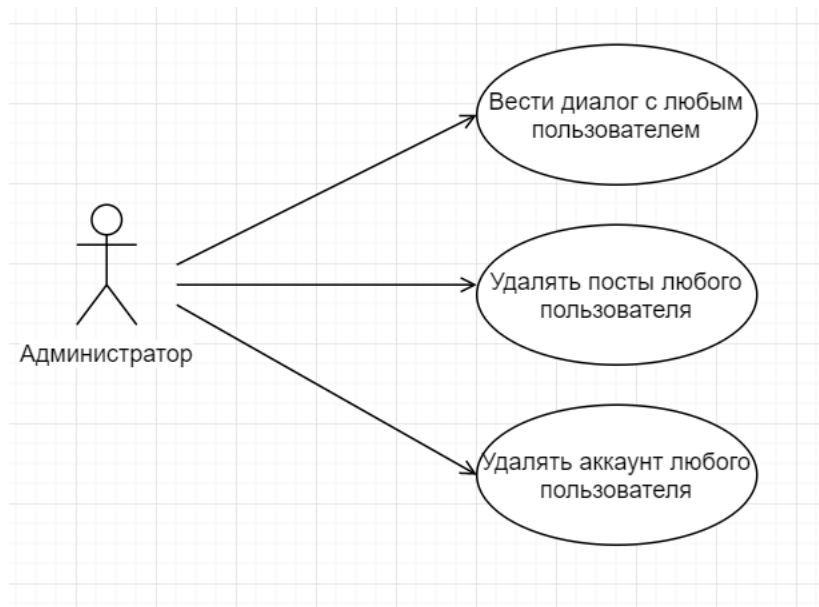 Вести диалог с любым
пользователем
Удалять посты любого
пользователя
Администратор
Удалять аккаунт любого
пользователя